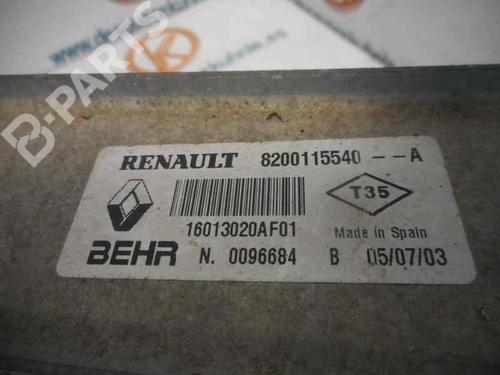 B-PARTS
RENAULT 8200115540 -- A
16013020AF01
T35
Made in Spain
BEHR N. 0096684 B 05/07/03